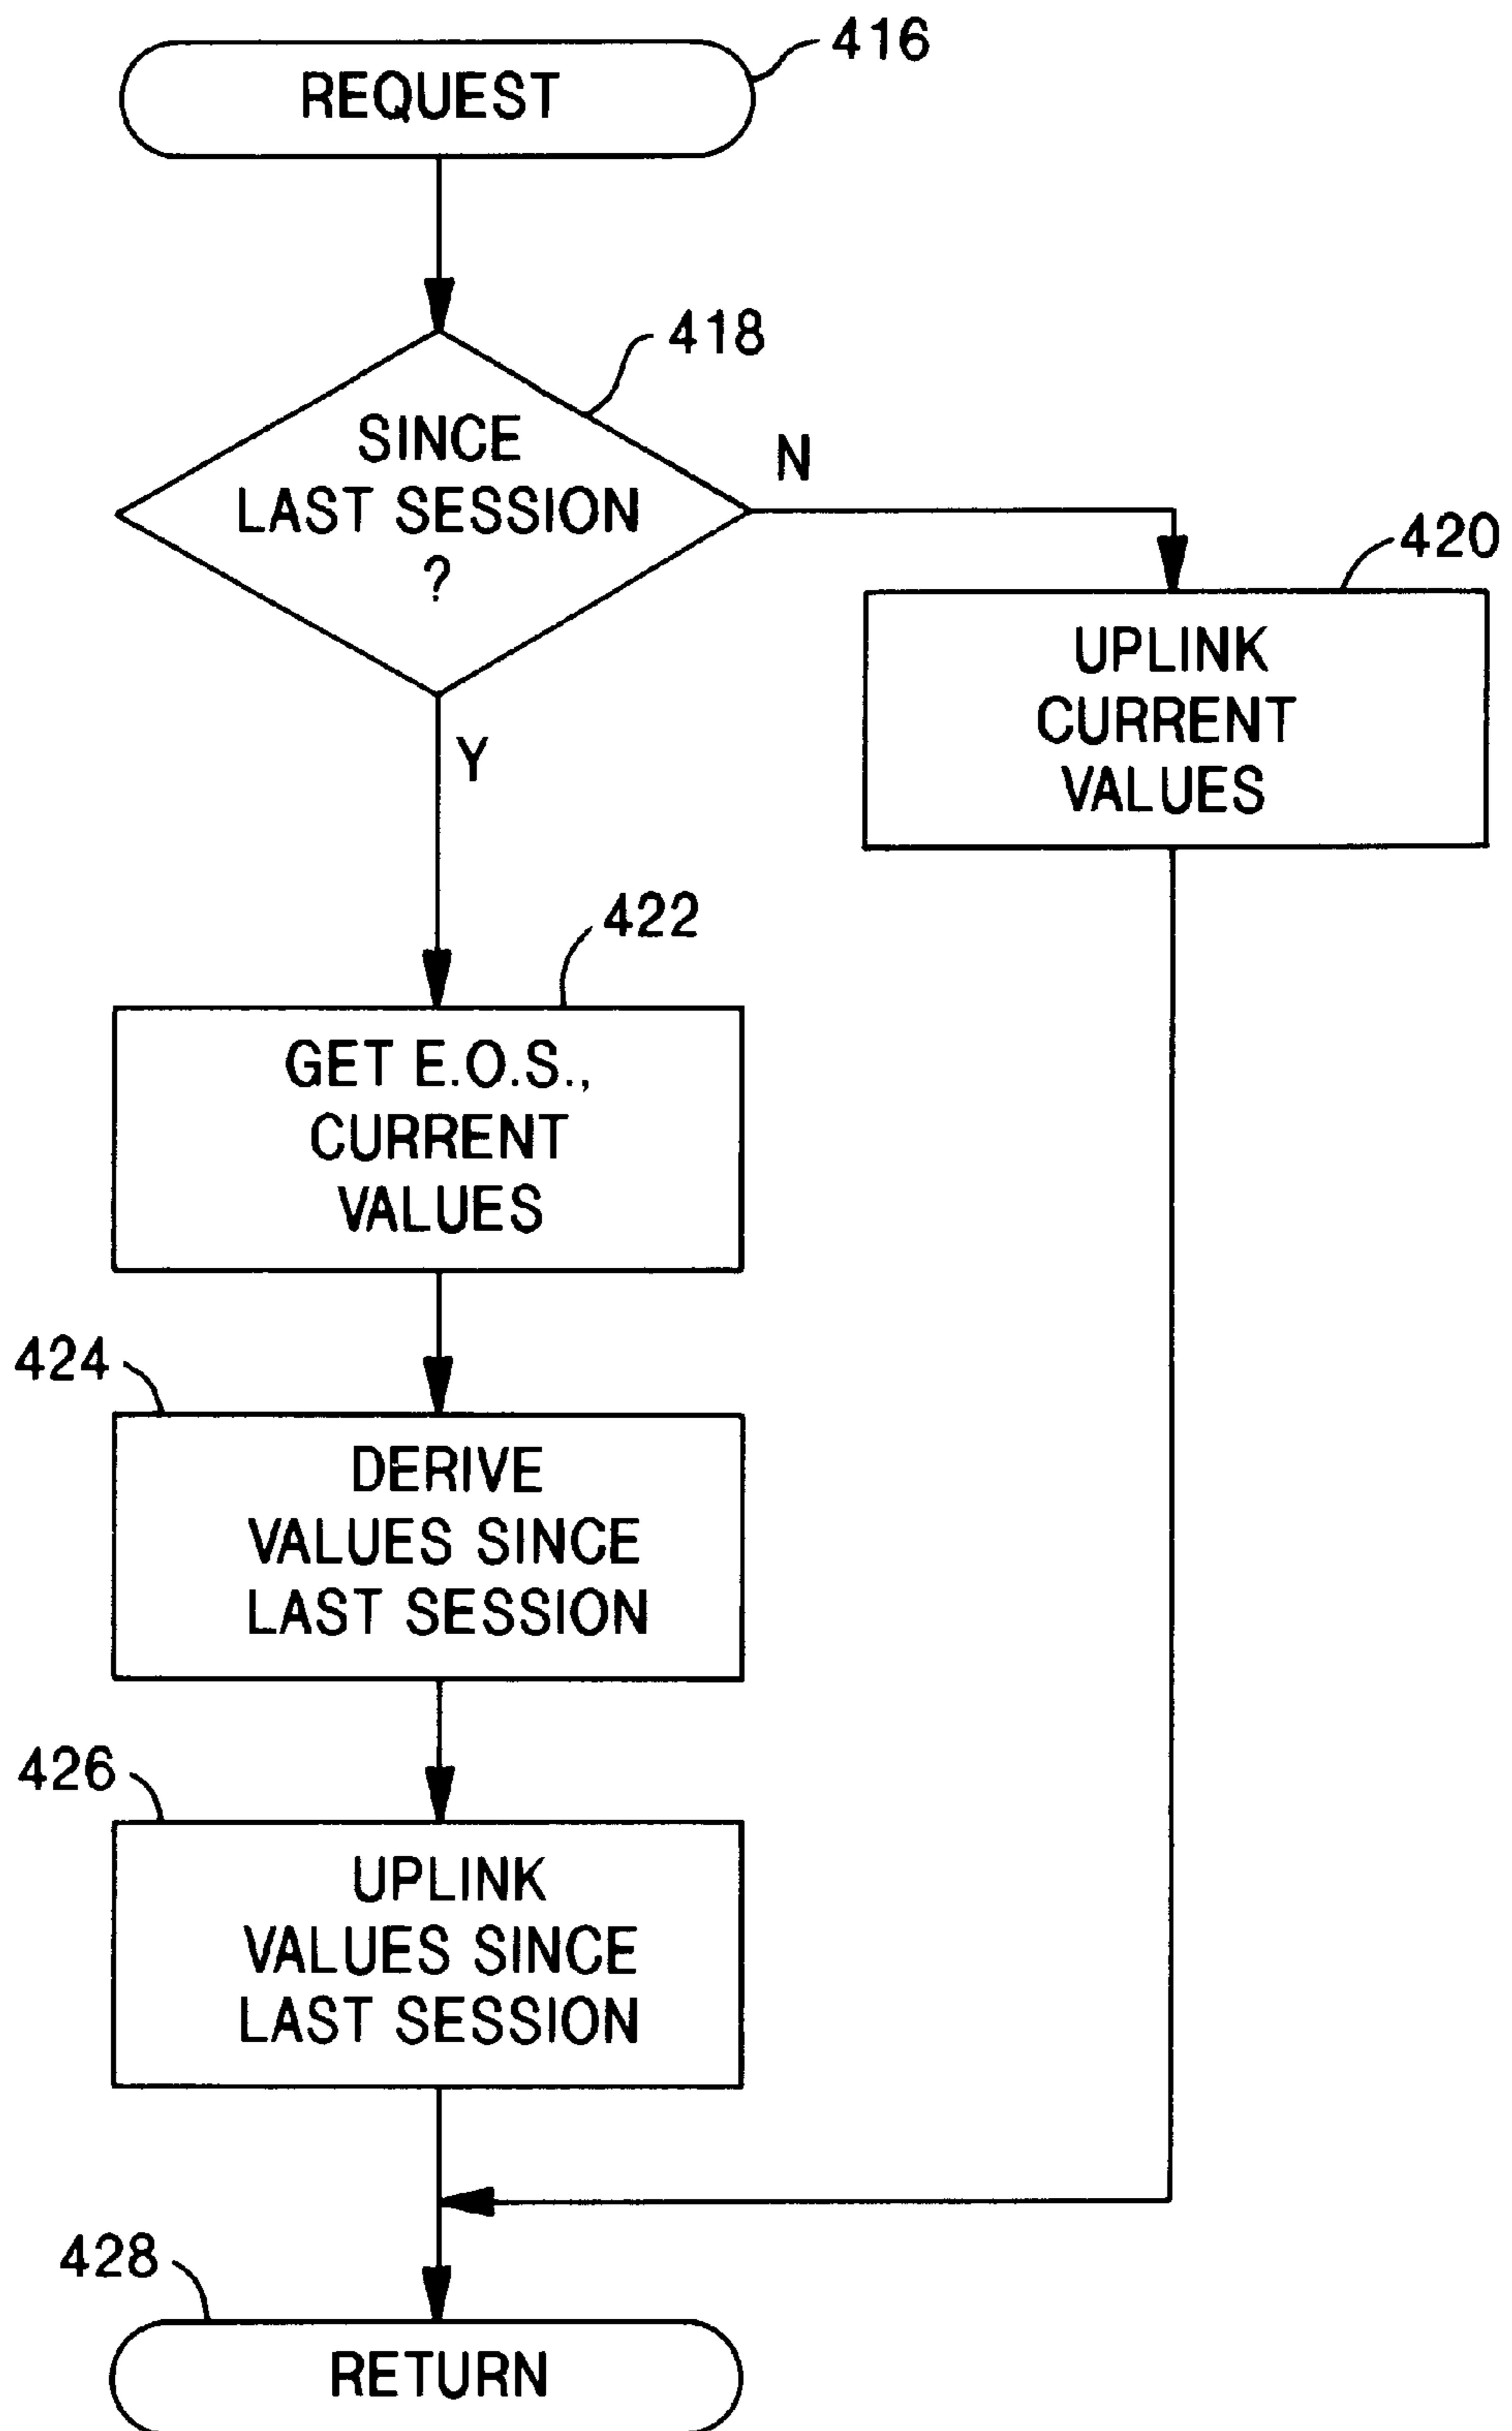 REQUEST
416
418
SINCE
LAST SESSION
?
N
Y
420
UPLINK
CURRENT
VALUES
422
GET E.O.S.,
CURRENT
VALUES
424
DERIVE
VALUES SINCE
LAST SESSION
426
UPLINK
VALUES SINCE
LAST SESSION
428
RETURN